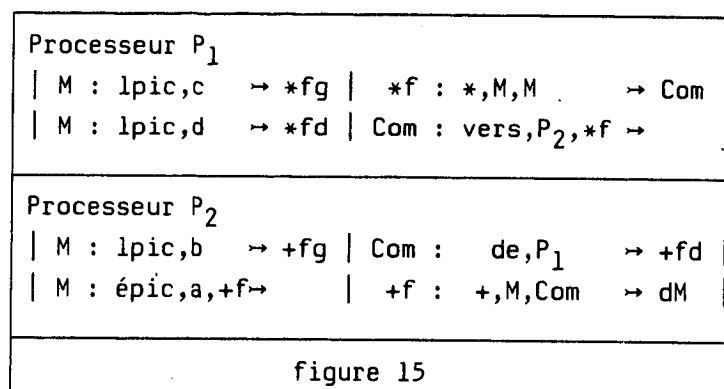 Processeur P1
| M : lpic,c ↣ *fg | *f : *,M,M ↣ Com
| M : lpic,d ↣ *fd | Com : vers,P2,*f ↣
Processeur P2
| M : lpic,b ↣ +fg | Com : de,P1 ↣ +fd |
| M : épic,a,+f↣ | +f : +,M,Com ↣ dM |
figure 15